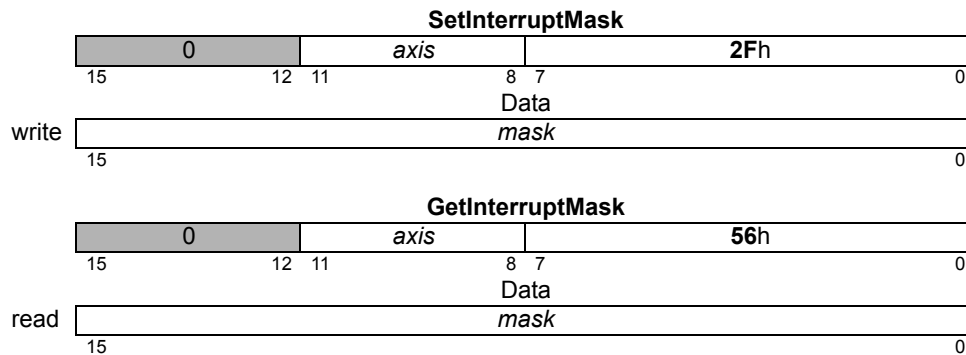 SetInterruptMask
0 axis 2Fh
15 12 11 8 7 0
Data
write mask
15 0
GetInterruptMask
0 axis 56h
15 12 11 8 7 0
Data
read mask
15 0